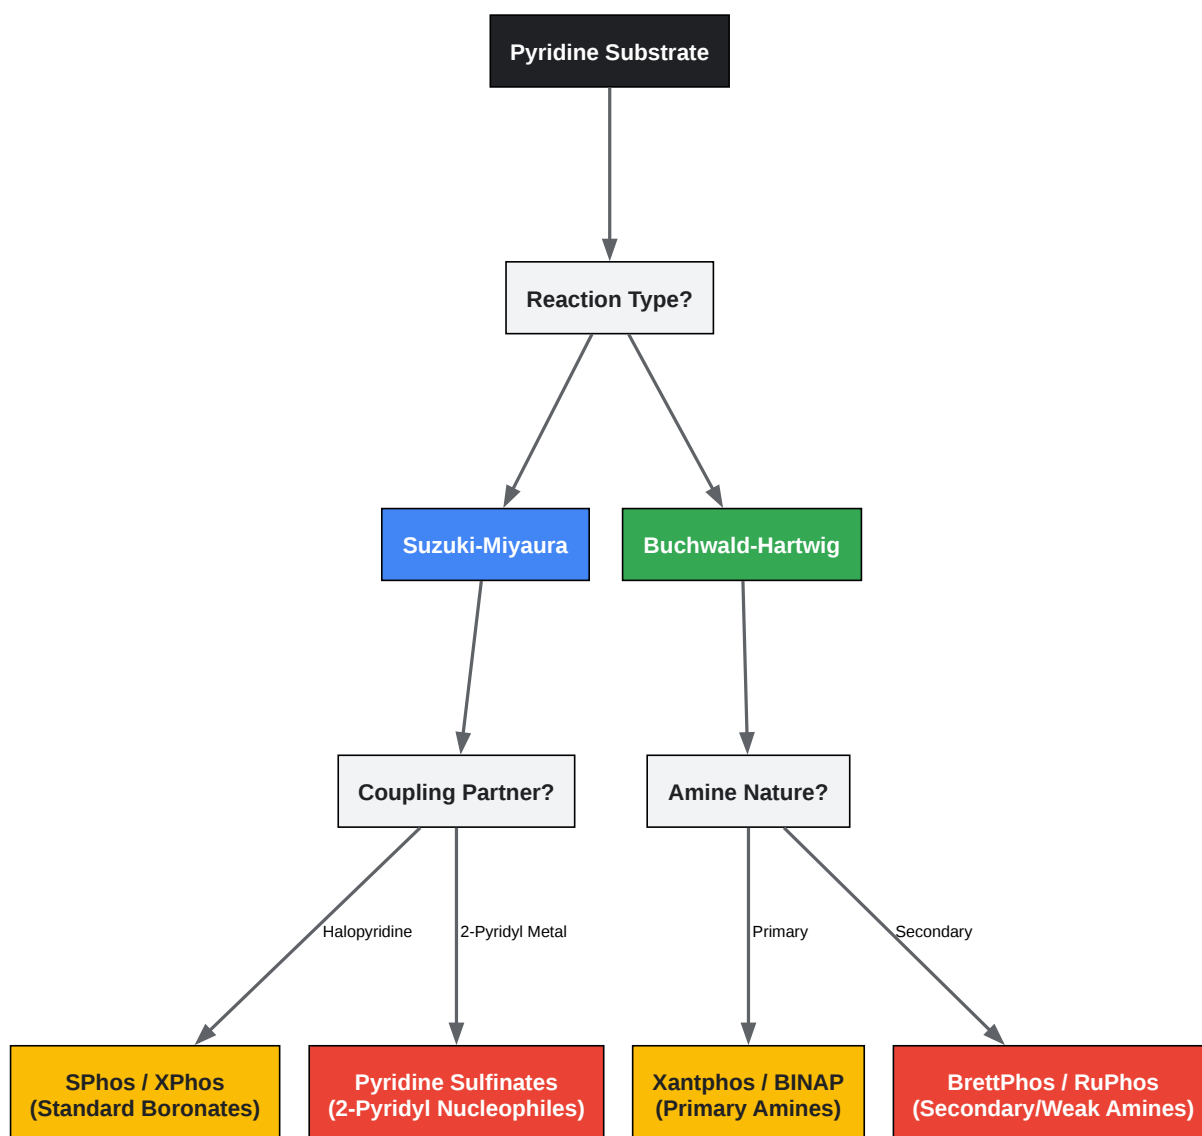 Pyridine Substrate
Reaction Type?
Suzuki-Miyaura
Buchwald-Hartwig
Coupling Partner?
Amine Nature?
Halopyridine
2-Pyridyl Metal
Primary
Secondary
SPhos / XPhos
(Standard Boronates)
Pyridine Sulfinates
(2-Pyridyl Nucleophiles)
Xantphos / BINAP
(Primary Amines)
BrettPhos / RuPhos
(Secondary/Weak Amines)